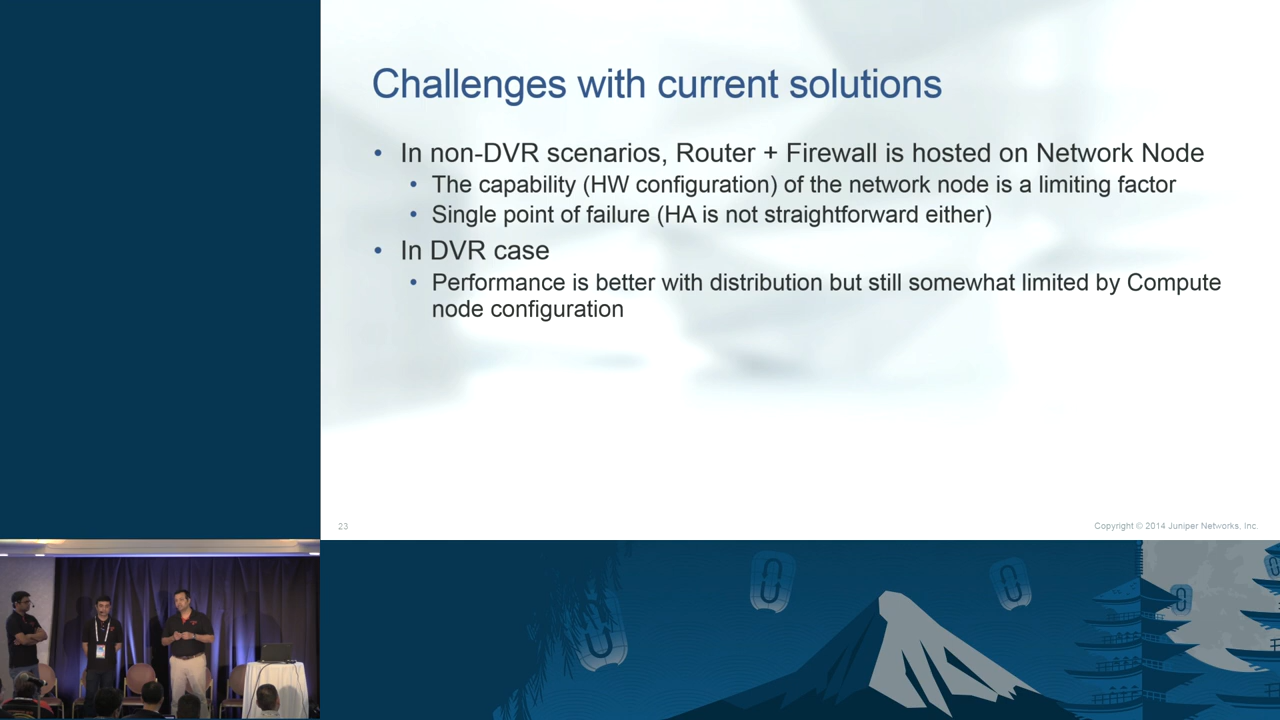 Challenges with current solutions
• In non-DVR scenarios, Router + Firewall is hosted on Network Node
• The capability (HW configuration) of the network node is a limiting factor
• Single point of failure (HA is not straightforward either)
• In DVR case
• Performance is better with distribution but still somewhat limited by Compute
node configuration
23
Copyright © 2014 Juniper Networks, Inc.